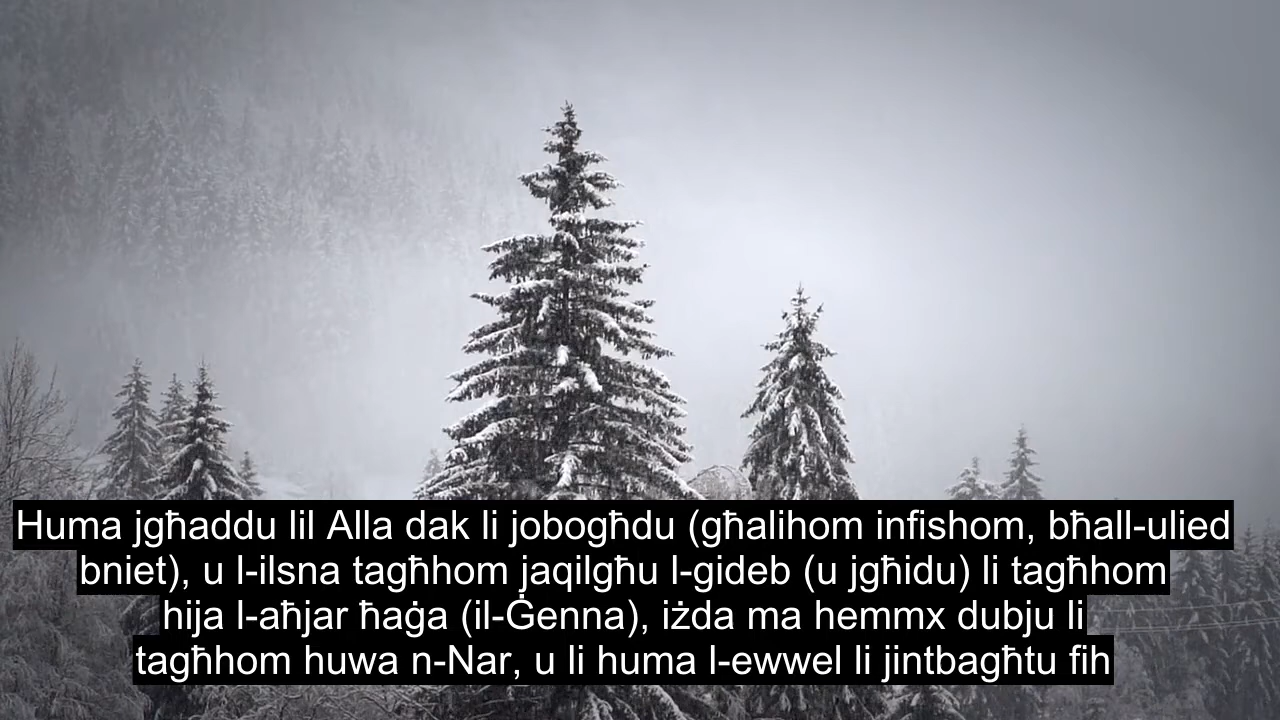 Huma jgħaddu lil Alla dak li jobogħdu (għalihom infishom, bħall-ulied
bniet), u l-ilsna tagħhom jaqilgħu l-gideb (u jgħidu) li tagħhom
hija l-aħjar ħaġa (il-Ġenna), iżda ma hemmx dubju li
tagħhom huwa n-Nar, u li huma l-ewwel li jintbagħtu fih